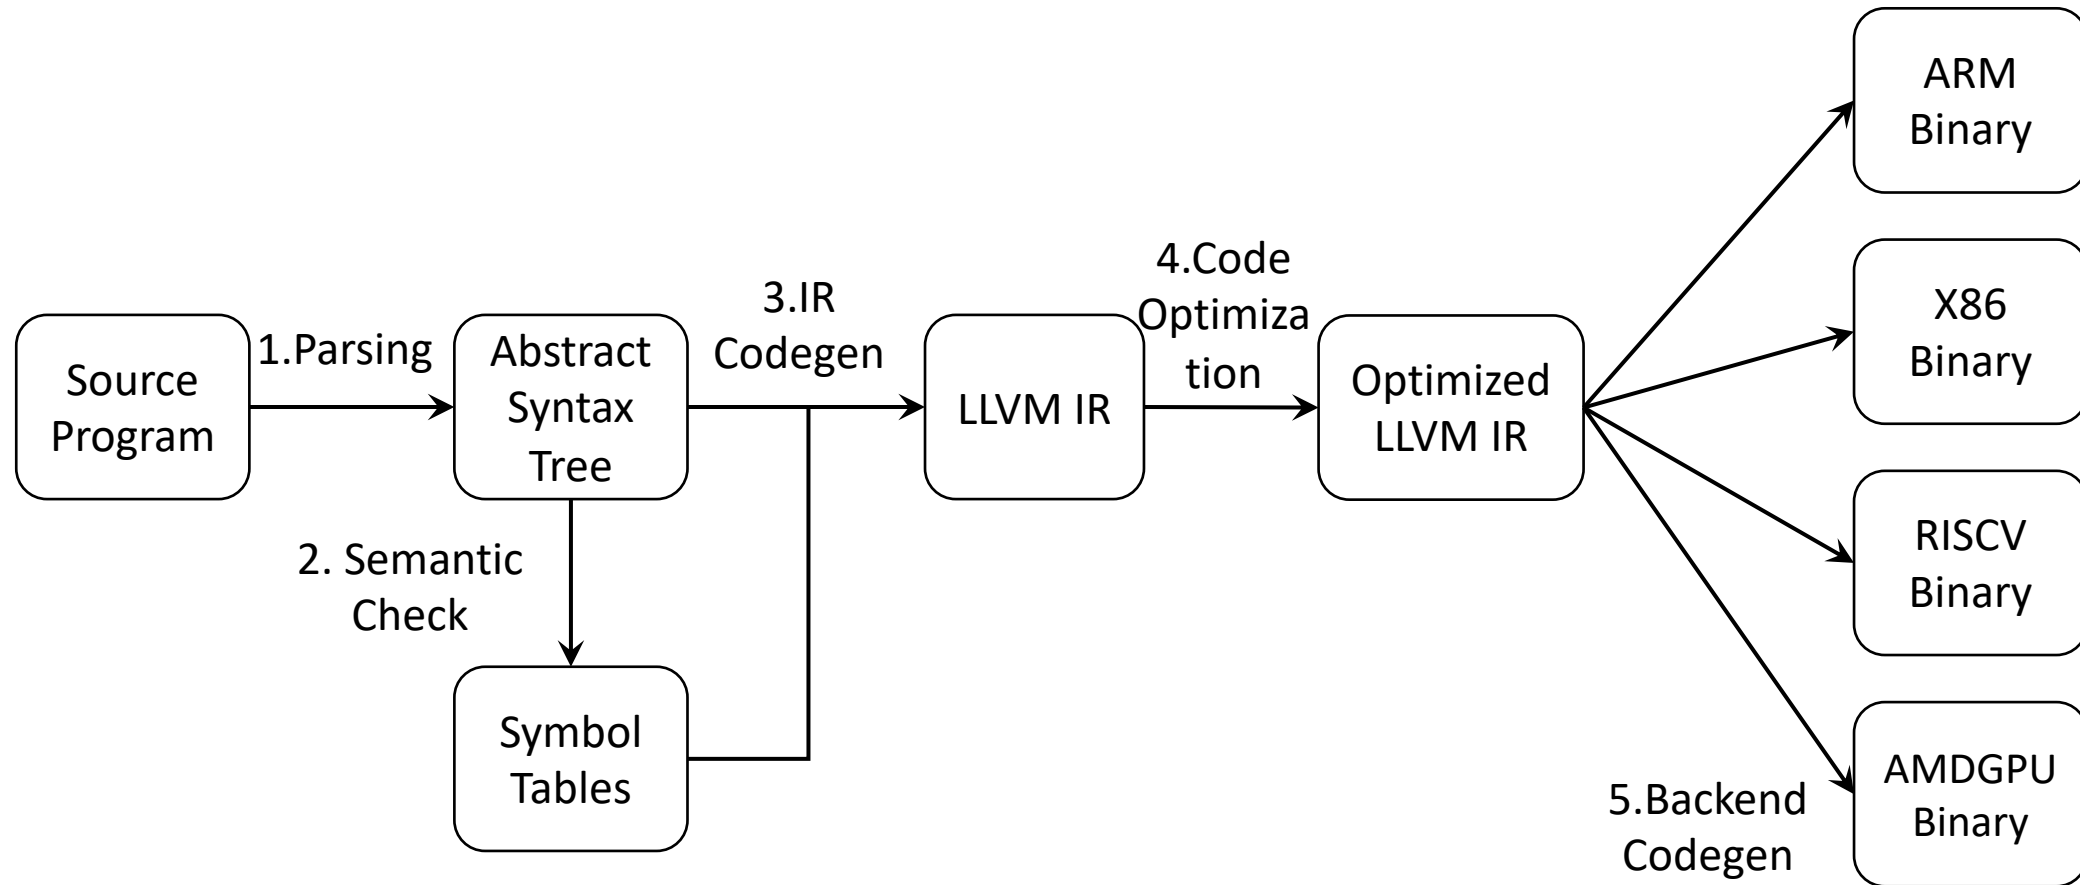 Source
Program
1.Parsing
Abstract
Syntax
Tree
2. Semantic
Check
Symbol
Tables
3.IR
Codegen
LLVM IR
4.Code
Optimiza
tion
Optimized
LLVM IR
5.Backend
Codegen
ARM
Binary
X86
Binary
RISCV
Binary
AMDGPU
Binary